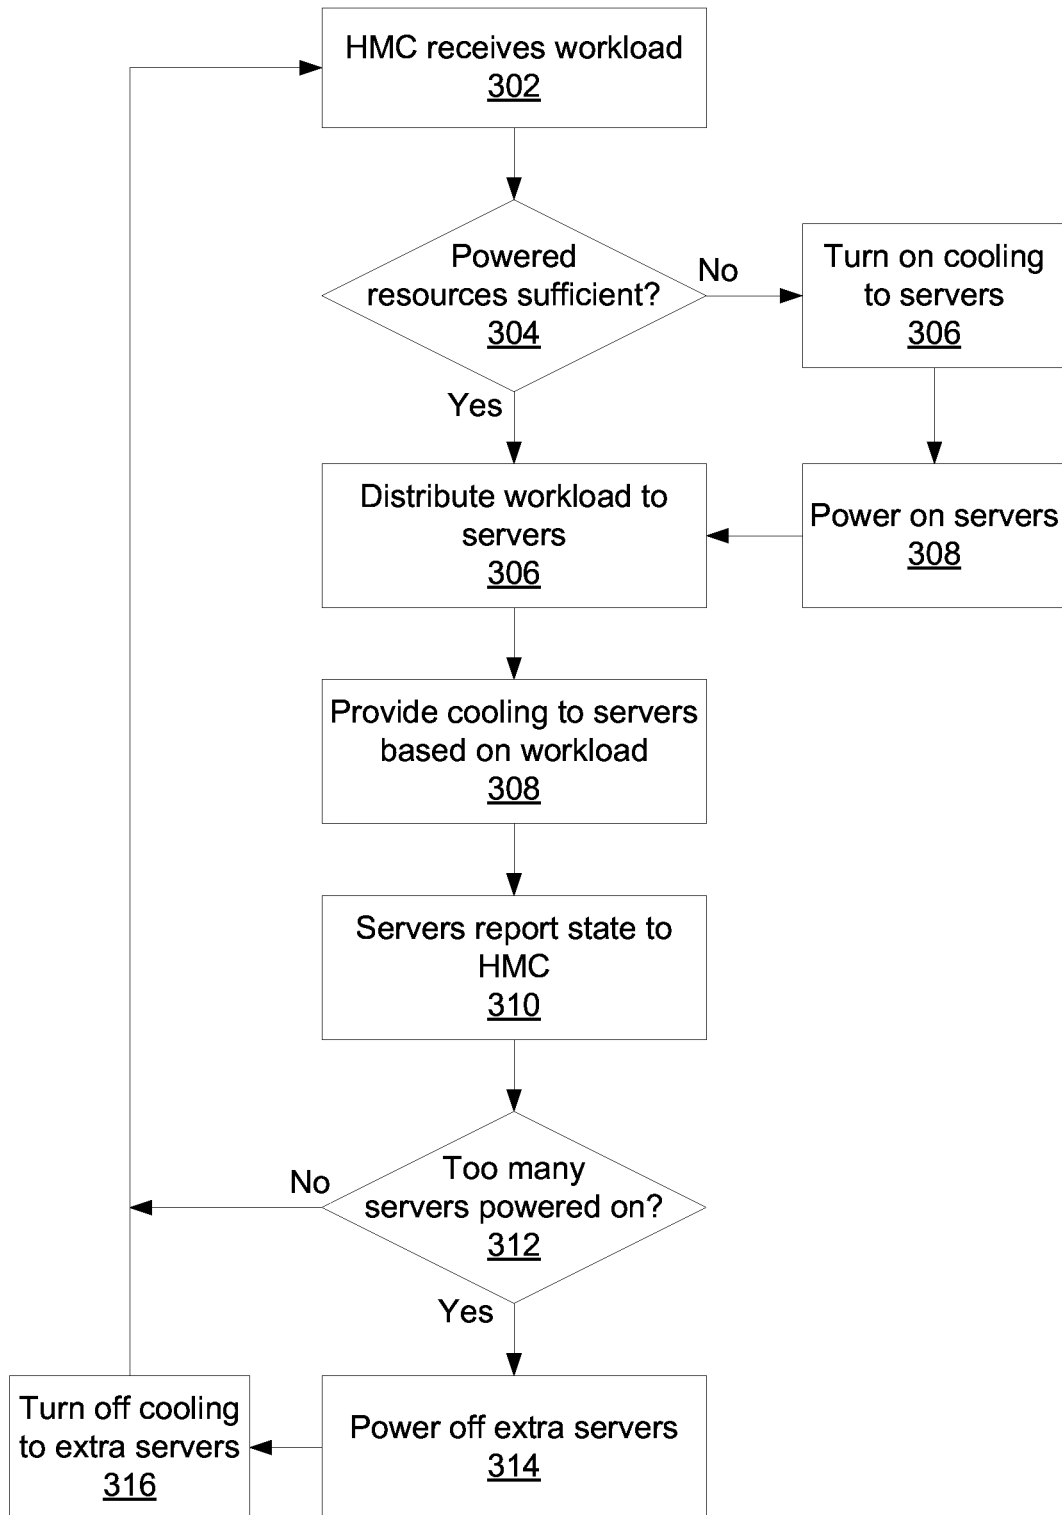 HMC receives workload
302
Powered
resources sufficient?
304
No
Turn on cooling
to servers
306
Yes
Distribute workload to
servers
306
Power on servers
308
Provide cooling to servers
based on workload
308
Servers report state to
HMC
310
Too many
servers powered on?
312
No
Yes
Power off extra servers
314
Turn off cooling
to extra servers
316